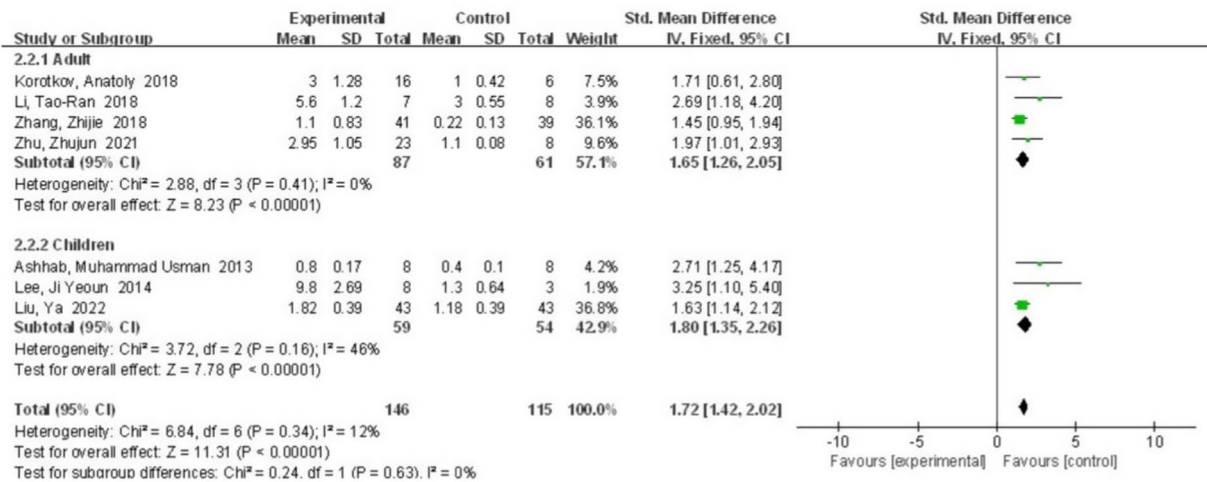 Experimental Control Std. Mean Difference Std. Mean Difference
Study or Subgroup Mean SD Total Mean SD Total Weight IV, Fixed, 95% CI IV, Fixed, 95% CI
2.2.1 Adult
Korotkov, Anatoly 2018 3 1.28 16 1 0.42 6 7.5% 1.71 [0.61, 2.80]
Li, Tao-Ran 2018 5.6 1.2 7 3 0.55 8 3.9% 2.69 [1.18, 4.20]
Zhang, Zhijie 2018 1.1 0.83 41 0.22 0.13 39 36.1% 1.45 [0.95, 1.94]
Zhu, Zhujun 2021 2.95 1.05 23 1.1 0.08 8 9.6% 1.97 [1.01, 2.93]
Subtotal (95% CI) 87 61 57.1% 1.65 [1.26, 2.05]
Heterogeneity: Chi² = 2.88, df = 3 (P = 0.41); I² = 0%
Test for overall effect: Z = 8.23 (P < 0.00001)
2.2.2 Children
Ashhab, Muhammad Usman 2013 0.8 0.17 8 0.4 0.1 8 4.2% 2.71 [1.25, 4.17]
Lee, Ji Yeoun 2014 9.8 2.69 8 1.3 0.64 3 1.9% 3.25 [1.10, 5.40]
Liu, Ya 2022 1.82 0.39 43 1.18 0.39 43 36.8% 1.63 [1.14, 2.12]
Subtotal (95% CI) 59 54 42.9% 1.80 [1.35, 2.26]
Heterogeneity: Chi² = 3.72, df = 2 (P = 0.16); I² = 46%
Test for overall effect: Z = 7.78 (P < 0.00001)
Total (95% CI) 146 115 100.0% 1.72 [1.42, 2.02]
Heterogeneity: Chi² = 6.84, df = 6 (P = 0.34); I² = 12%
Test for overall effect: Z = 11.31 (P < 0.00001)
Test for subgroup differences: Chi² = 0.24, df = 1 (P = 0.63), I² = 0%
-10 -5 0 5 10
Favours [experimental] Favours [control]